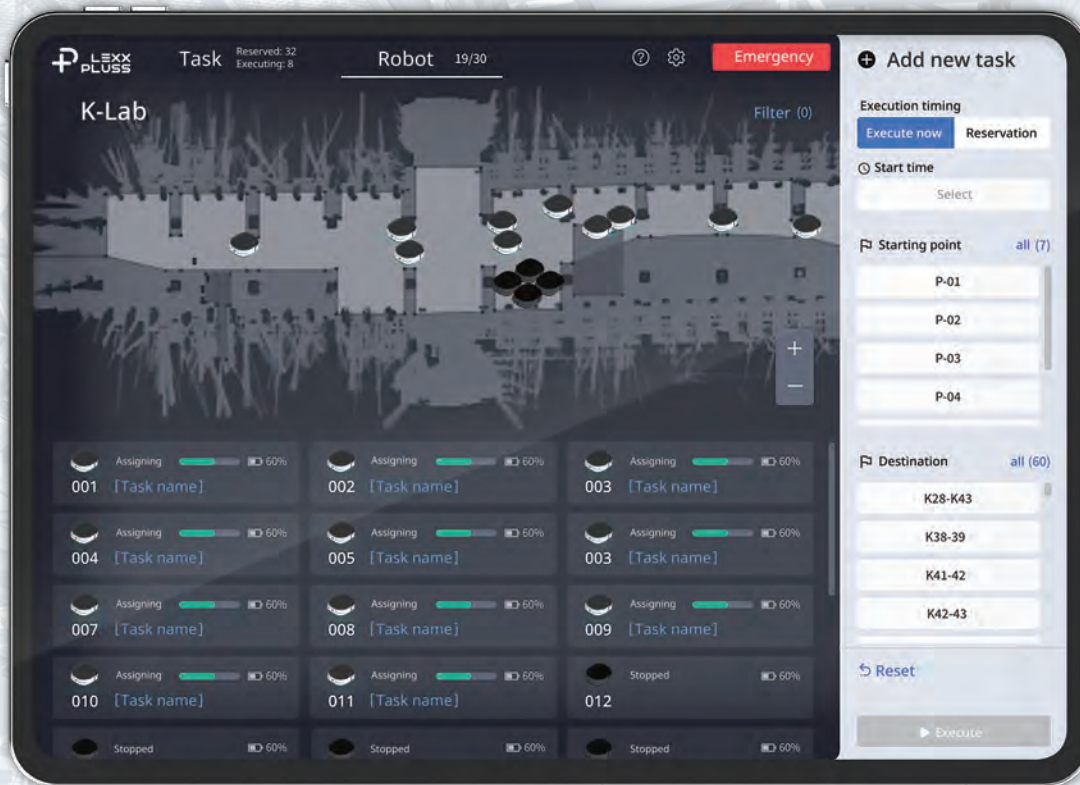 LEXX
PLUSS
Task
Reserved: 32
Executing: 8
Robot 19/30
?
Emergency
K-Lab
Filter (0)
+
−
Assigning 60%
001 [Task name]
Assigning 60%
002 [Task name]
Assigning 60%
003 [Task name]
Assigning 60%
004 [Task name]
Assigning 60%
005 [Task name]
Assigning 60%
003 [Task name]
Assigning 60%
007 [Task name]
Assigning 60%
008 [Task name]
Assigning 60%
009 [Task name]
Assigning 60%
010 [Task name]
Assigning 60%
011 [Task name]
Stopped 60%
012
Stopped 60%
Stopped 60%
Stopped 60%
Add new task
Execution timing
Execute now Reservation
Start time
Select
Starting point all (7)
P-01
P-02
P-03
P-04
Destination all (60)
K28-K43
K38-39
K41-42
K42-43
Reset
Execute